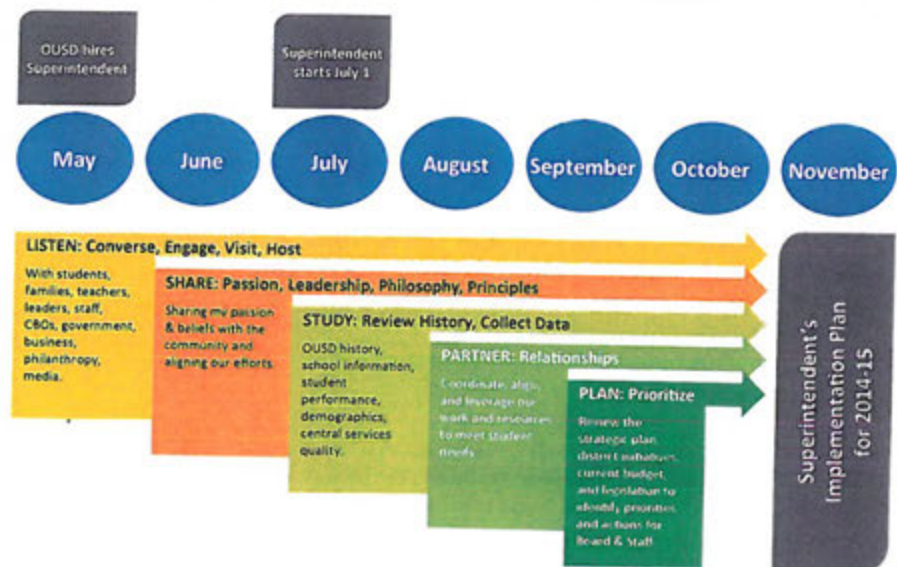 OUSD hires
Superintendent
Superintendent
starts July 1
May
June
July
August
September
October
November
LISTEN: Converse, Engage, Visit, Host
With students,
families, teachers,
leaders, staff,
CBOs, government,
business,
philanthropy,
media.
SHARE: Passion, Leadership, Philosophy, Principles
Sharing my passion
& beliefs with the
community and
aligning our efforts
STUDY: Review History, Collect Data
OUSD history,
school information,
student
performance,
demographics,
central services
quality.
PARTNER: Relationships
Coordinate, align,
and leverage our
work and resources
to meet student
needs
PLAN: Prioritize
Review the
strategic plan,
district initiatives,
current budget,
and legislation to
identify priorities
and actions for
Board & Staff
Superintendent's
Implementation Plan
for 2014-15